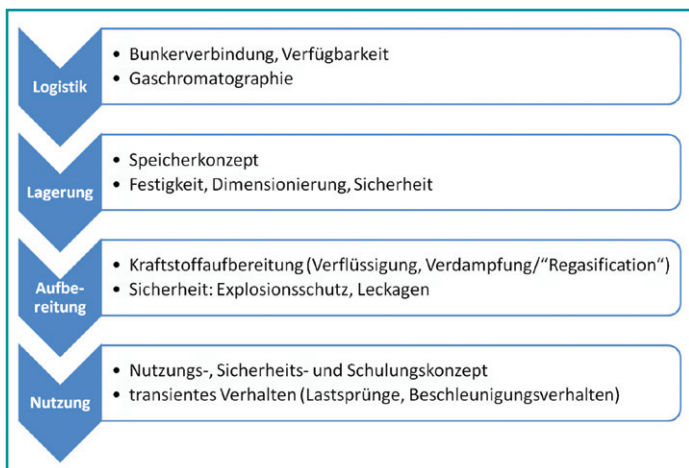 Logistik
• Bunkerverbindung, Verfügbarkeit
• Gaschromatographie
Lagerung
• Speicherkonzept
• Festigkeit, Dimensionierung, Sicherheit
Aufbe-
reitung
• Kraftstoffaufbereitung (Verflüssigung, Verdampfung/“Regasification“)
• Sicherheit: Explosionsschutz, Leckagen
Nutzung
• Nutzungs-, Sicherheits- und Schulungskonzept
• transientes Verhalten (Lastsprünge, Beschleunigungsverhalten)